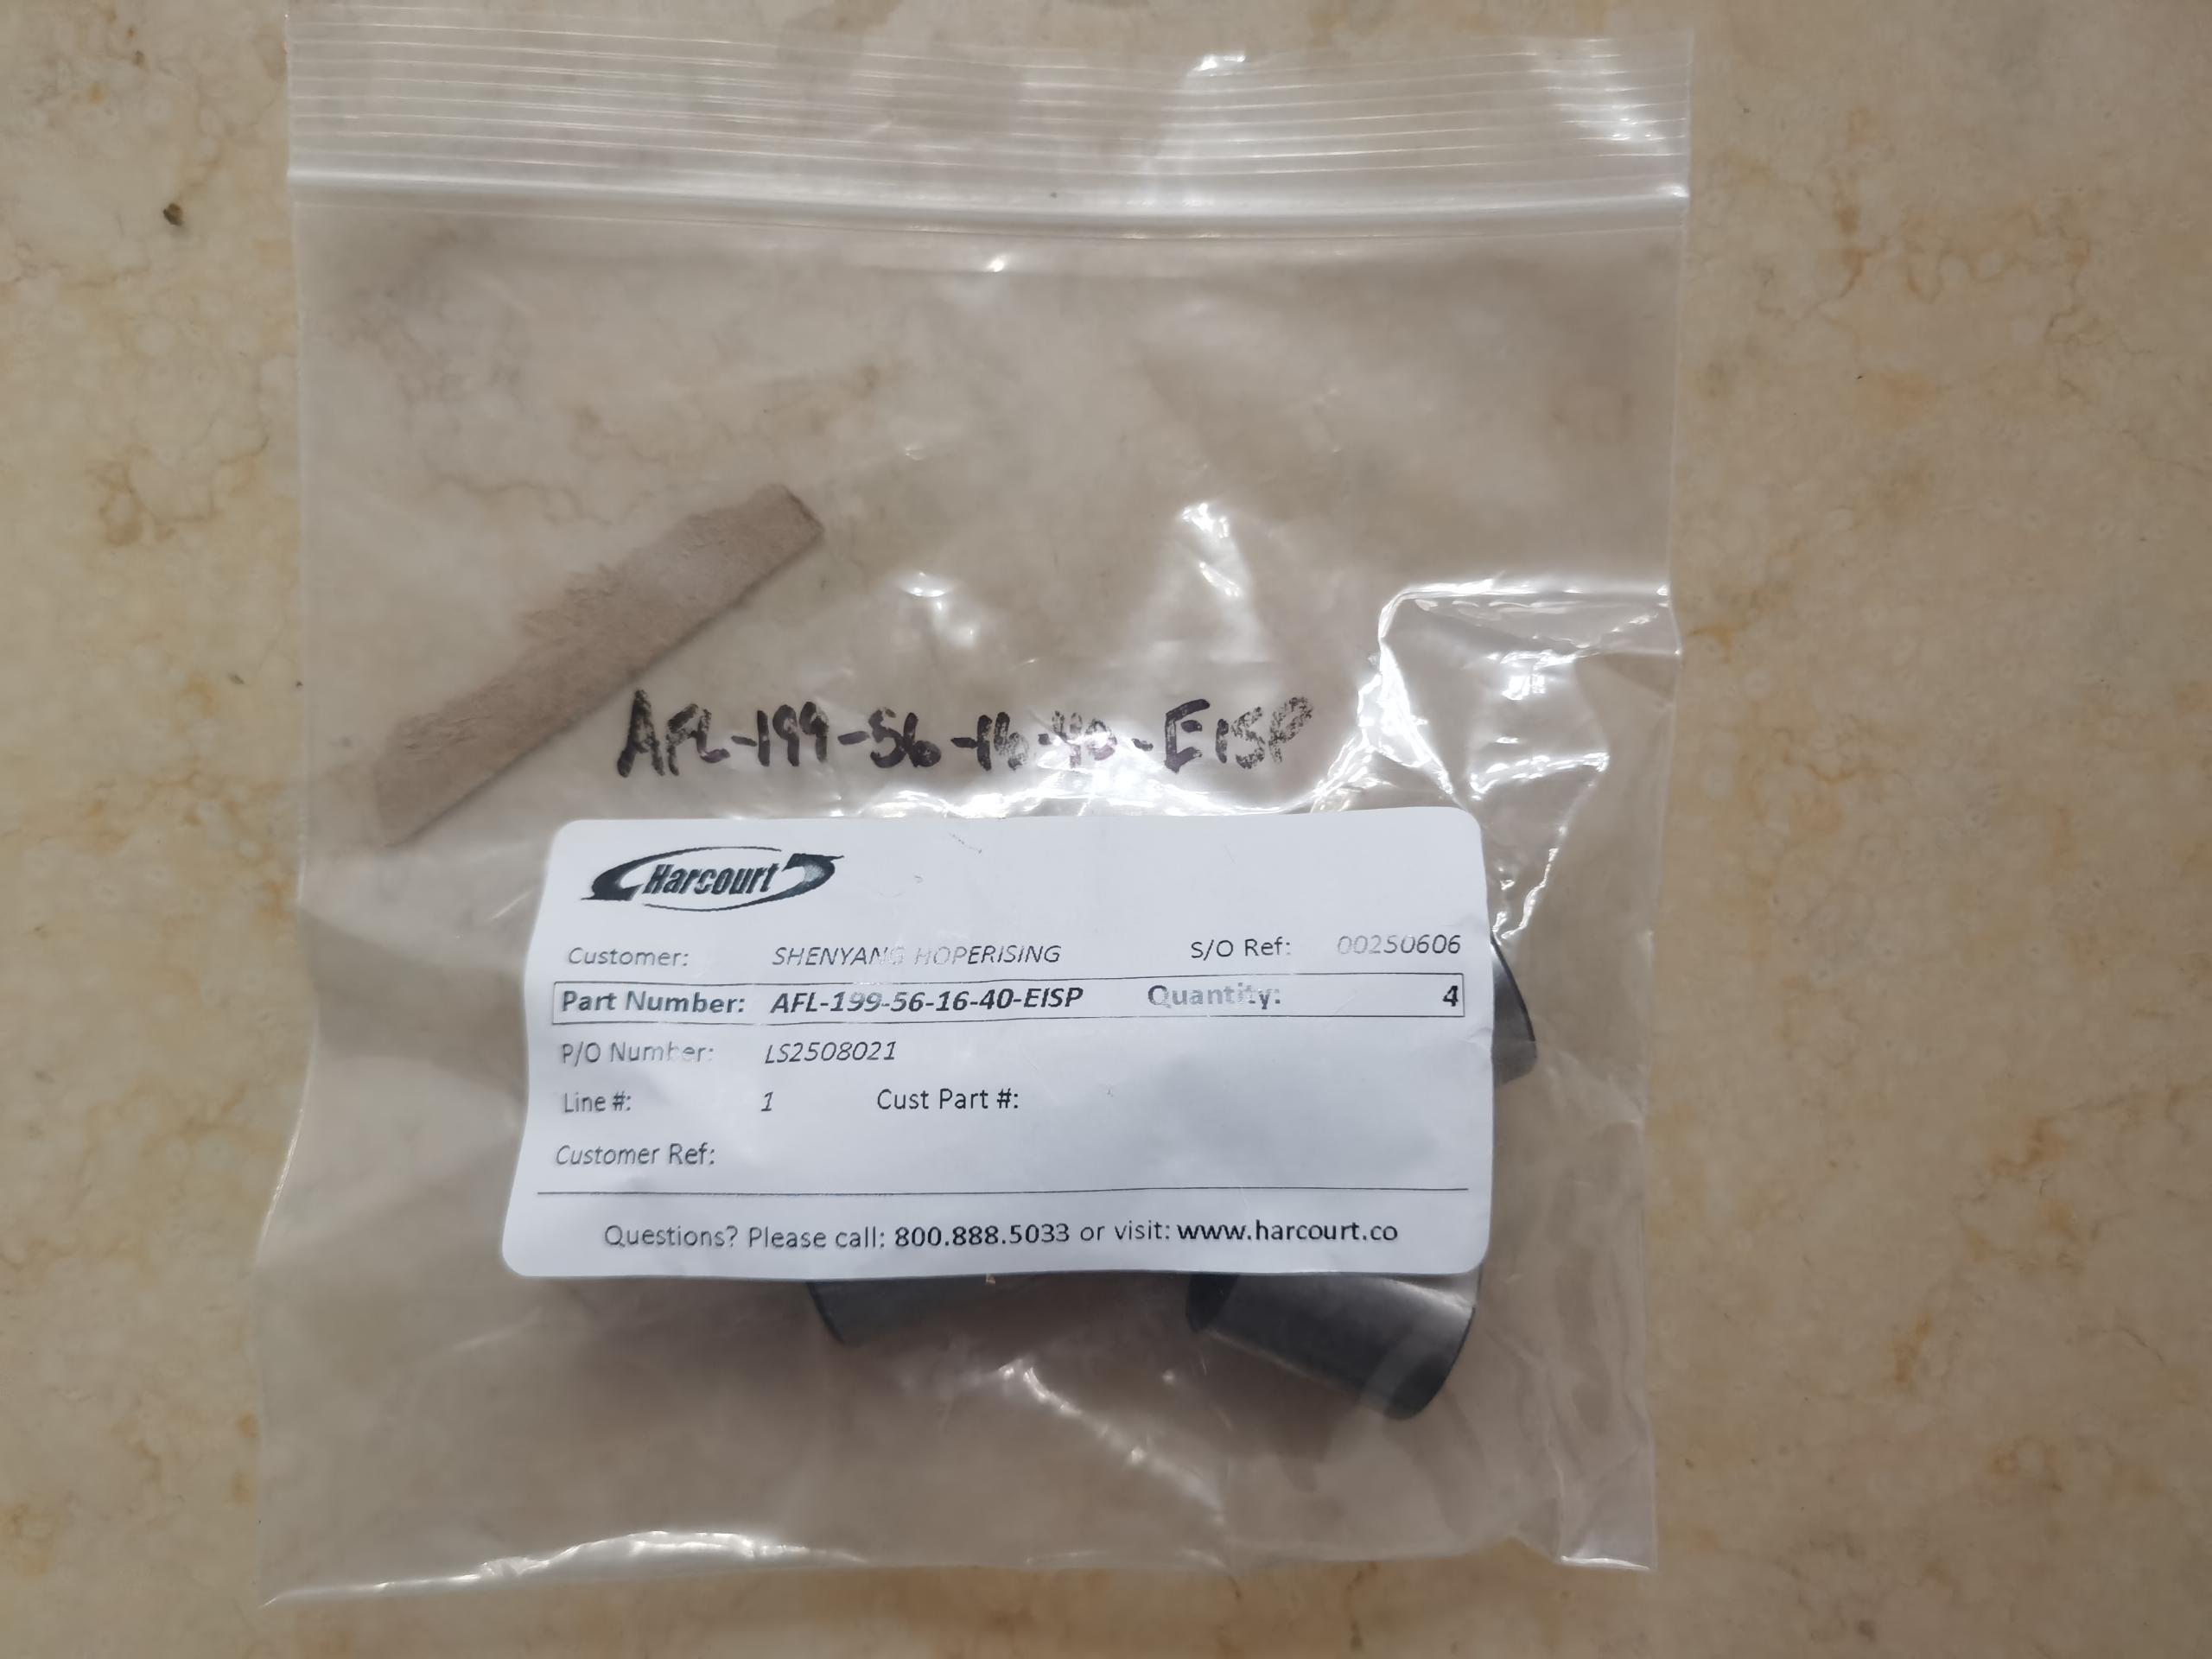 AFL-199-56-16-40-EISP
Harcourt
Customer: SHENYANG HOPERISING S/O Ref: 00250606
Part Number: AFL-199-56-16-40-EISP Quantity: 4
P/O Number: LS2508021
Line #: 1 Cust Part #:
Customer Ref:
Questions? Please call: 800.888.5033 or visit: www.harcourt.co